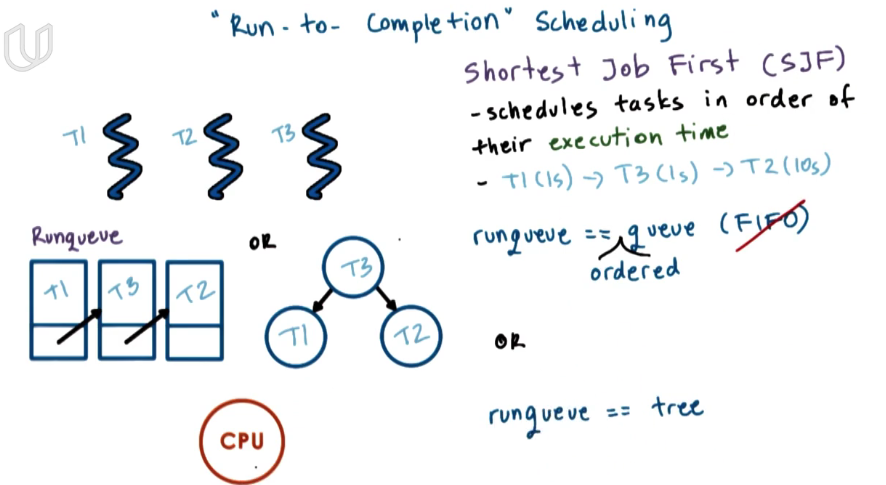 "Run-to-Completion" Scheduling
Shortest Job First (SJF)
-schedules tasks in order of
their execution time
- T1(1s) -> T3(1s) -> T2(10s)
T1
T2
T3
Runqueue
OR
T1
T3
T2
T3
T1
T2
CPU
runqueue == queue (FIFO)
ordered
OR
runqueue == tree